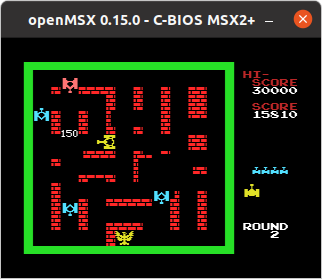 openMSX 0.15.0 - C-BIOS MSX2+
HI-
SCORE
30000
SCORE
15810
150
ROUND
2